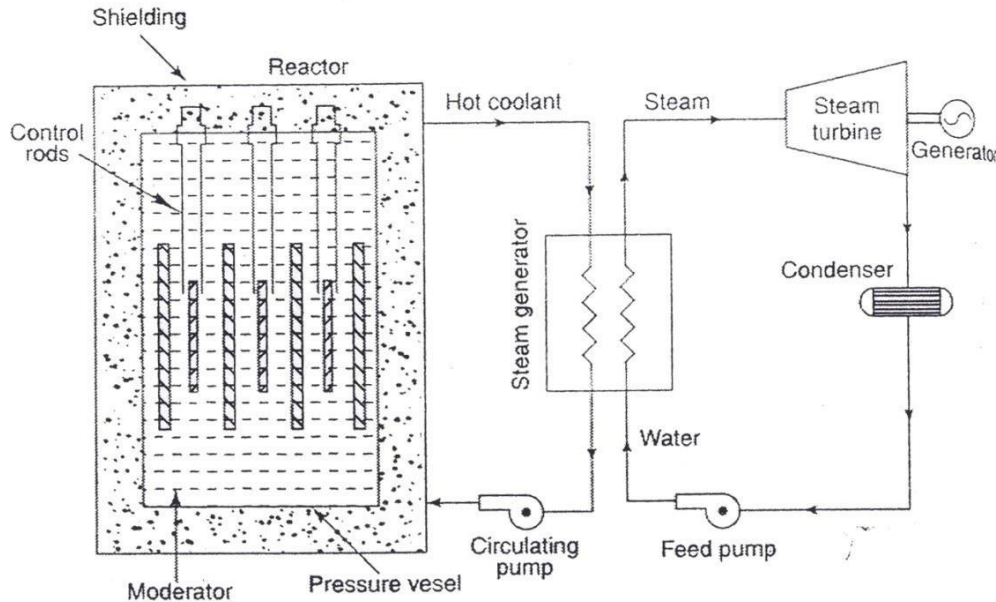 Shielding
Reactor
Hot coolant
Steam
Steam
turbine
Generator
Control
rods
Steam generator
Condenser
Water
Circulating
pump
Feed pump
Moderator
Pressure vesel